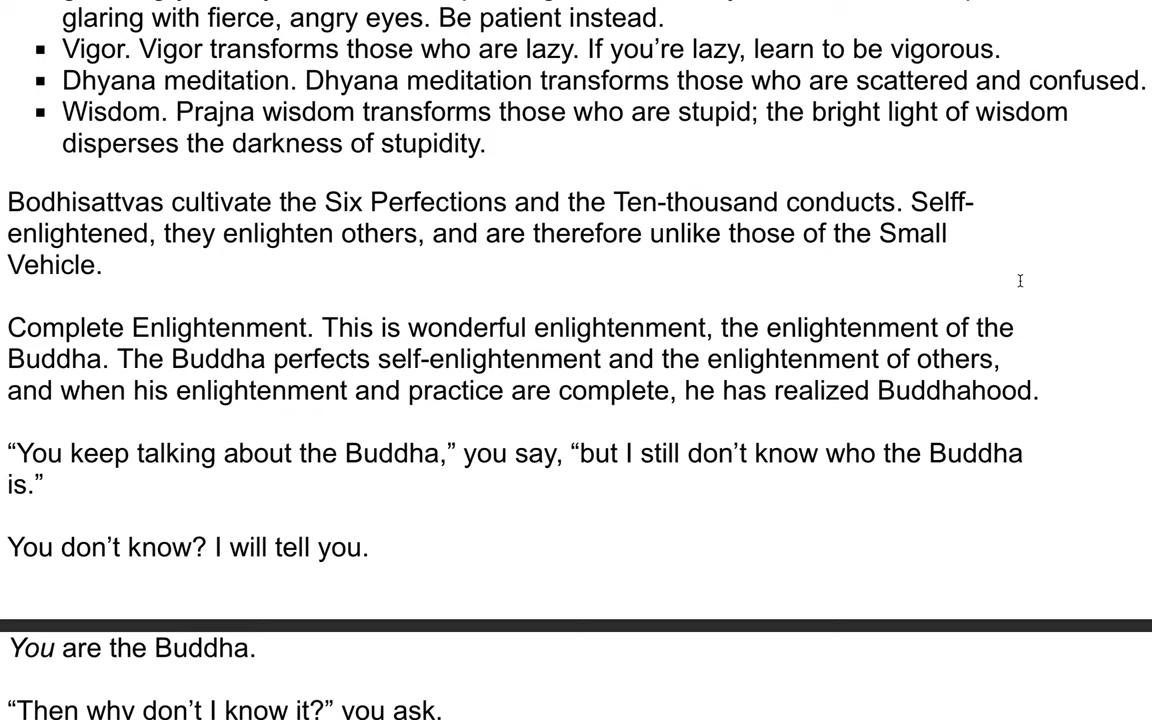 glaring with fierce, angry eyes. Be patient instead.
▪ Vigor. Vigor transforms those who are lazy. If you’re lazy, learn to be vigorous.
▪ Dhyana meditation. Dhyana meditation transforms those who are scattered and confused.
▪ Wisdom. Prajna wisdom transforms those who are stupid; the bright light of wisdom
disperses the darkness of stupidity.
Bodhisattvas cultivate the Six Perfections and the Ten-thousand conducts. Selff-
enlightened, they enlighten others, and are therefore unlike those of the Small
Vehicle.
Complete Enlightenment. This is wonderful enlightenment, the enlightenment of the
Buddha. The Buddha perfects self-enlightenment and the enlightenment of others,
and when his enlightenment and practice are complete, he has realized Buddhahood.
“You keep talking about the Buddha,” you say, “but I still don’t know who the Buddha
is.”
You don’t know? I will tell you.
You are the Buddha.
“Then why don’t I know it?” you ask.